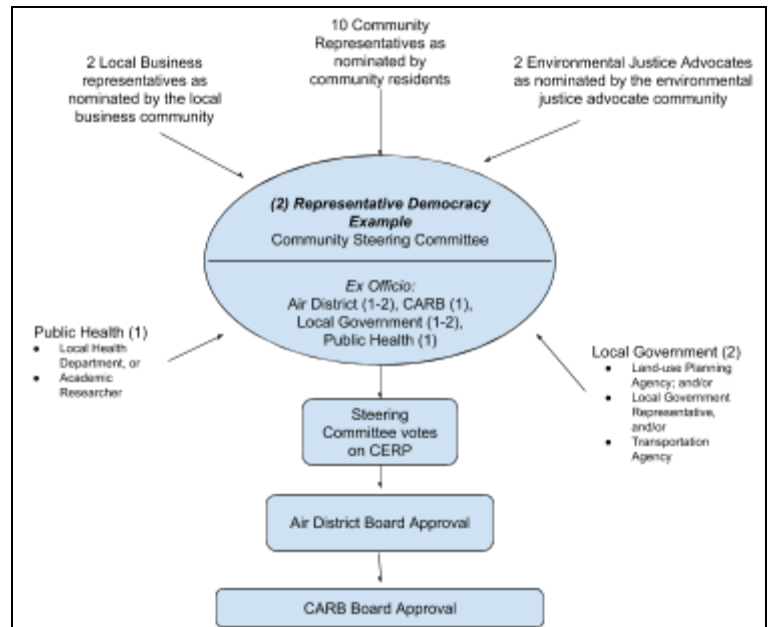 10 Community
Representatives as
nominated by
community residents
2 Local Business
representatives as
nominated by the local
business community
2 Environmental Justice Advocates
as nominated by the environmental
justice advocate community
(2) Representative Democracy
Example
Community Steering Committee
Ex Officio:
Air District (1-2), CARB (1),
Local Government (1-2),
Public Health (1)
Public Health (1)
● Local Health
Department, or
● Academic
Researcher
Local Government (2)
● Land-use Planning
Agency; and/or
● Local Government
Representative,
and/or
● Transportation
Agency
Steering
Committee votes
on CERP
Air District Board Approval
CARB Board Approval